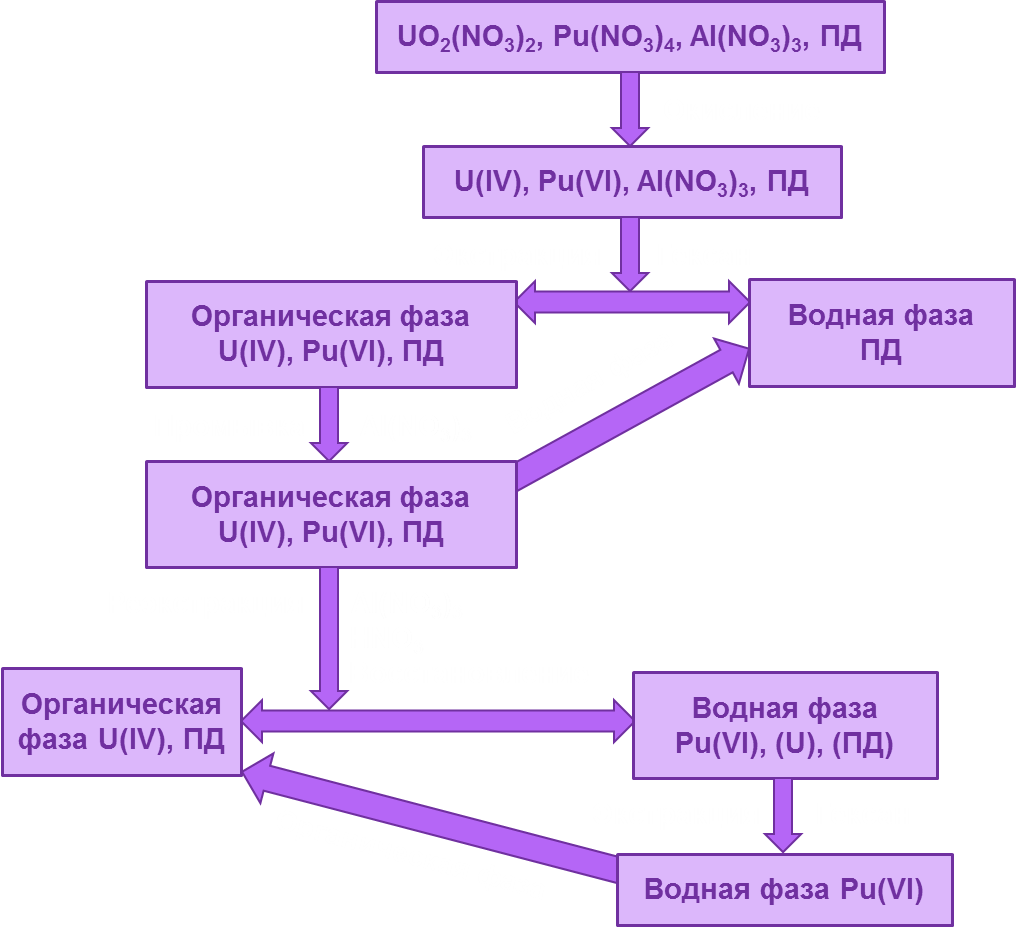 UO₂(NO₃)₂, Pu(NO₃)₄, Al(NO₃)₃, ПД
U(IV), Pu(VI), Al(NO₃)₃, ПД
Органическая фаза
U(IV), Pu(VI), ПД
Водная фаза
ПД
Органическая фаза
U(IV), Pu(VI), ПД
Органическая
фаза U(IV), ПД
Водная фаза
Pu(VI), (U), (ПД)
Водная фаза Pu(VI)